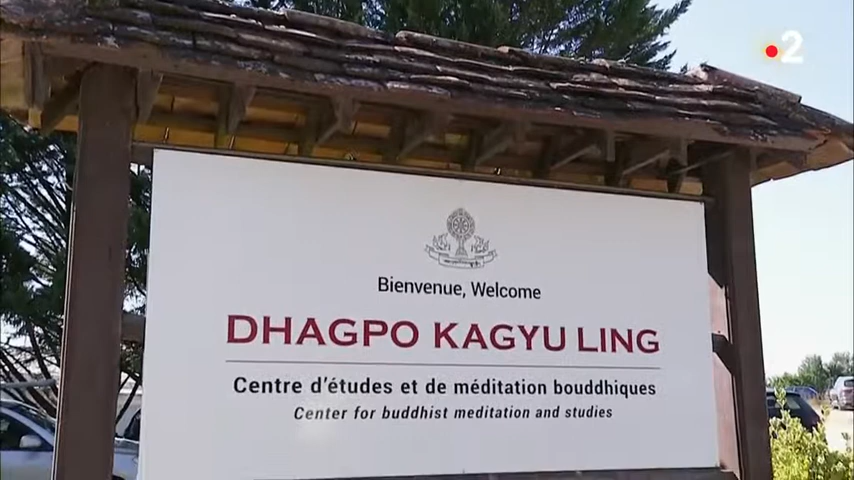 2
Bienvenue, Welcome
DHAGPO KAGYU LING
Centre d'études et de méditation bouddhiques
Center for buddhist meditation and studies